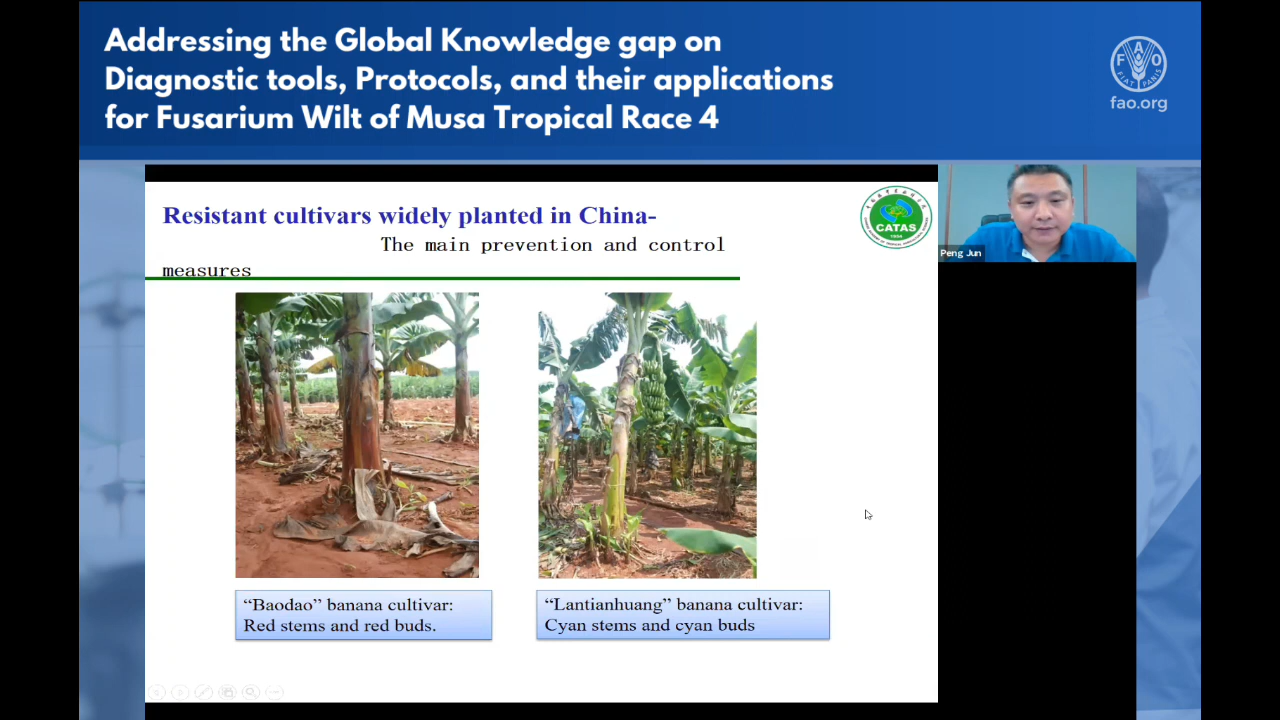 Addressing the Global Knowledge gap on
Diagnostic tools, Protocols, and their applications
for Fusarium Wilt of Musa Tropical Race 4
F A O
FIAT PANIS
fao.org
Resistant cultivars widely planted in China-
The main prevention and control
measures
CATAS
Peng Jun
“Baodao” banana cultivar:
Red stems and red buds.
“Lantianhuang” banana cultivar:
Cyan stems and cyan buds